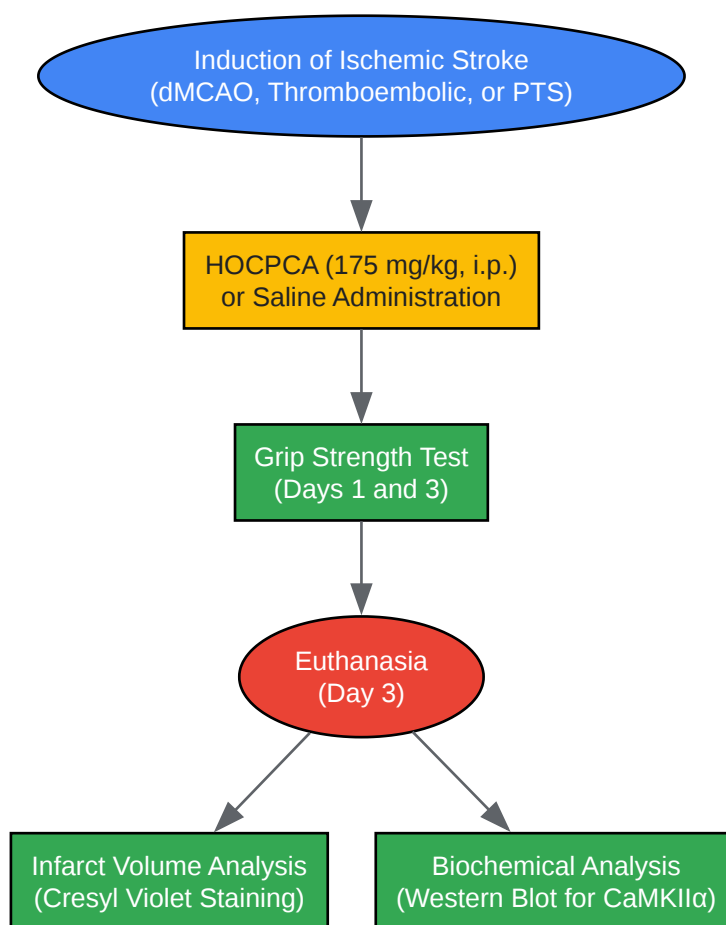 Induction of Ischemic Stroke
(dMCAO, Thromboembolic, or PTS)
HOCPCA (175 mg/kg, i.p.)
or Saline Administration
Grip Strength Test
(Days 1 and 3)
Euthanasia
(Day 3)
Infarct Volume Analysis
(Cresyl Violet Staining)
Biochemical Analysis
(Western Blot for CaMKIIα)